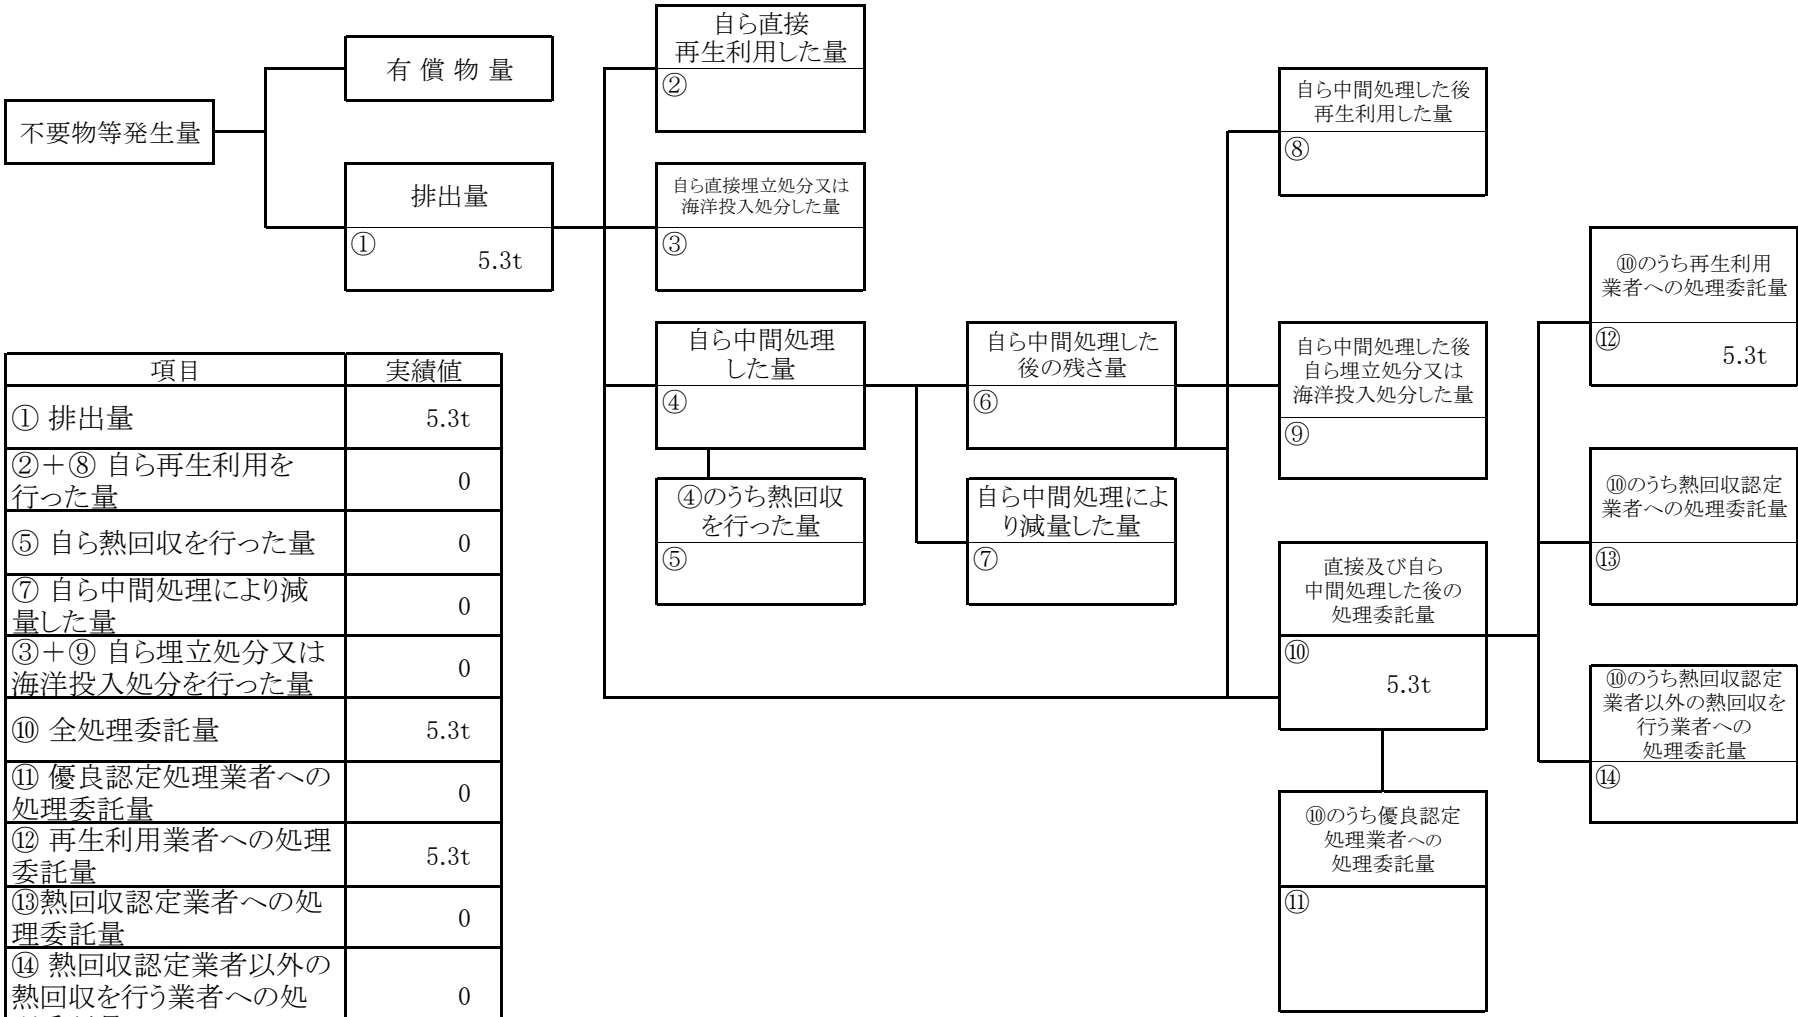 不要物等発生量
有 償 物 量
排出量
①
5.3t
自ら直接
再生利用した量
②
自ら直接埋立処分又は
海洋投入処分した量
③
自ら中間処理
した量
④
④のうち熱回収
を行った量
⑤
自ら中間処理した
後の残さ量
⑥
自ら中間処理によ
り減量した量
⑦
自ら中間処理した後
再生利用した量
⑧
自ら中間処理した後
自ら埋立処分又は
海洋投入処分した量
⑨
直接及び自ら
中間処理した後の
処理委託量
⑩
5.3t
⑩のうち優良認定
処理業者への
処理委託量
⑪
⑩のうち再生利用
業者への処理委託量
⑫
5.3t
⑩のうち熱回収認定
業者への処理委託量
⑬
⑩のうち熱回収認定
業者以外の熱回収を
行う業者への
処理委託量
⑭
項目 実績値
① 排出量 5.3t
②＋⑧ 自ら再生利用を
行った量 0
⑤ 自ら熱回収を行った量 0
⑦ 自ら中間処理により減
量した量 0
③＋⑨ 自ら埋立処分又は
海洋投入処分を行った量 0
⑩ 全処理委託量 5.3t
⑪ 優良認定処理業者への
処理委託量 0
⑫ 再生利用業者への処理
委託量 5.3t
⑬熱回収認定業者への処
理委託量 0
⑭ 熱回収認定業者以外の
熱回収を行う業者への処 0